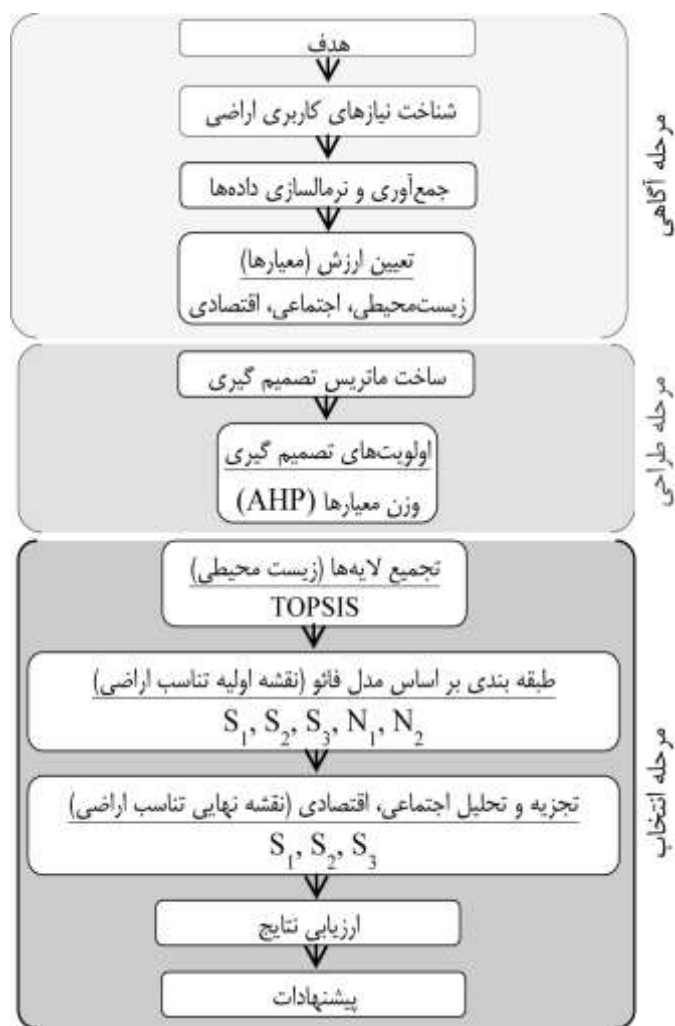 مرحله آگاهی
هدف
شناخت نیازهای کاربری اراضی
جمع‌آوری و نرمالسازی داده‌ها
تعیین ارزش (معیارها)
زیست‌محیطی، اجتماعی، اقتصادی
مرحله طراحی
ساخت ماتریس تصمیم گیری
اولویت‌های تصمیم گیری
وزن معیارها (AHP)
مرحله انتخاب
تجمیع لایه‌ها (زیست محیطی)
TOPSIS
طبقه بندی بر اساس مدل فائو (نقشه اولیه تناسب اراضی)
S₁, S₂, S₃, N₁, N₂
تجزیه و تحلیل اجتماعی، اقتصادی (نقشه نهایی تناسب اراضی)
S₁, S₂, S₃
ارزیابی نتایج
پیشنهادات